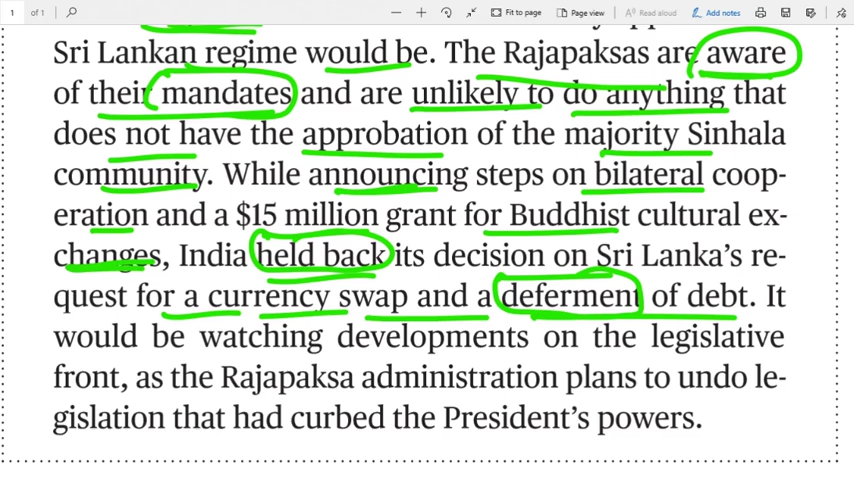 1 of 1 Fit to page Page view Read aloud Add notes
Sri Lankan regime would be. The Rajapaksas are aware
of their mandates and are unlikely to do anything that
does not have the approbation of the majority Sinhala
community. While announcing steps on bilateral coop-
eration and a $15 million grant for Buddhist cultural ex-
changes, India held back its decision on Sri Lanka's re-
quest for a currency swap and a deferment of debt. It
would be watching developments on the legislative
front, as the Rajapaksa administration plans to undo le-
gislation that had curbed the President's powers.